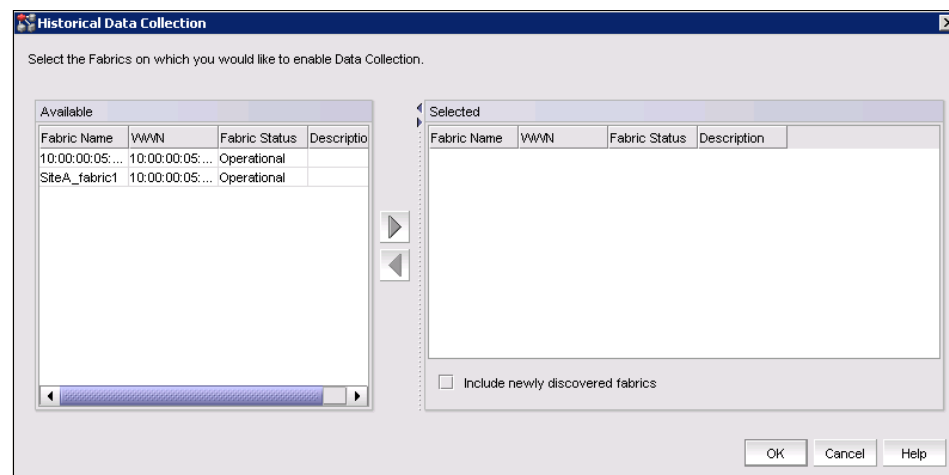 Historical Data Collection
Select the Fabrics on which you would like to enable Data Collection.
Available
Fabric Name WWN Fabric Status Descriptio
10:00:00:05:... 10:00:00:05:... Operational
SiteA_fabric1 10:00:00:05:... Operational
Selected
Fabric Name WWN Fabric Status Description
Include newly discovered fabrics
OK Cancel Help